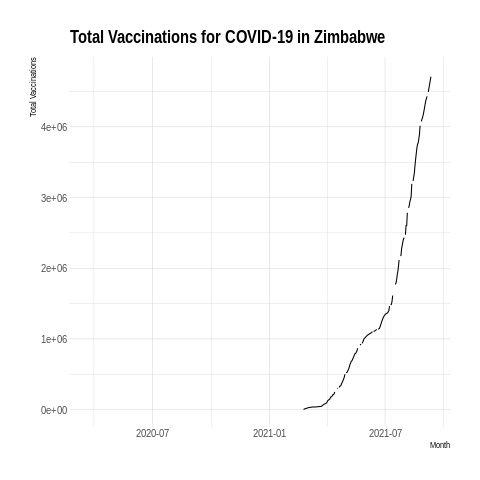 Total Vaccinations for COVID-19 in Zimbabwe
Total Vaccinations
4e+06
3e+06
2e+06
1e+06
0e+00
2020-07 2021-01 2021-07
Month